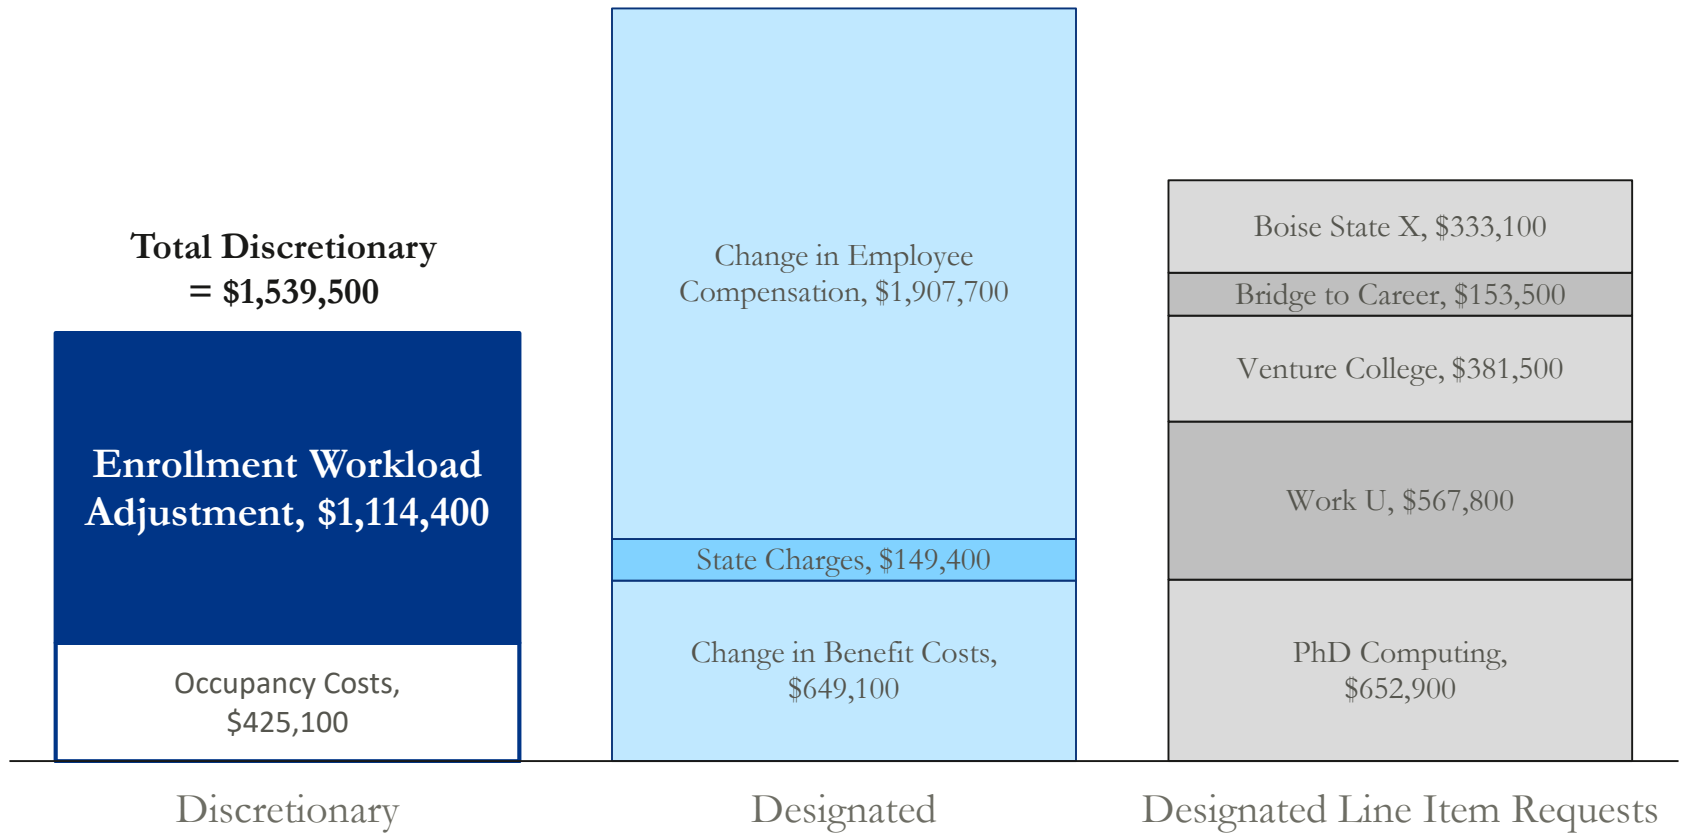 Total Discretionary
= $1,539,500
Enrollment Workload
Adjustment, $1,114,400
Occupancy Costs,
$425,100
Discretionary
Change in Employee
Compensation, $1,907,700
State Charges, $149,400
Change in Benefit Costs,
$649,100
Designated
Boise State X, $333,100
Bridge to Career, $153,500
Venture College, $381,500
Work U, $567,800
PhD Computing,
$652,900
Designated Line Item Requests